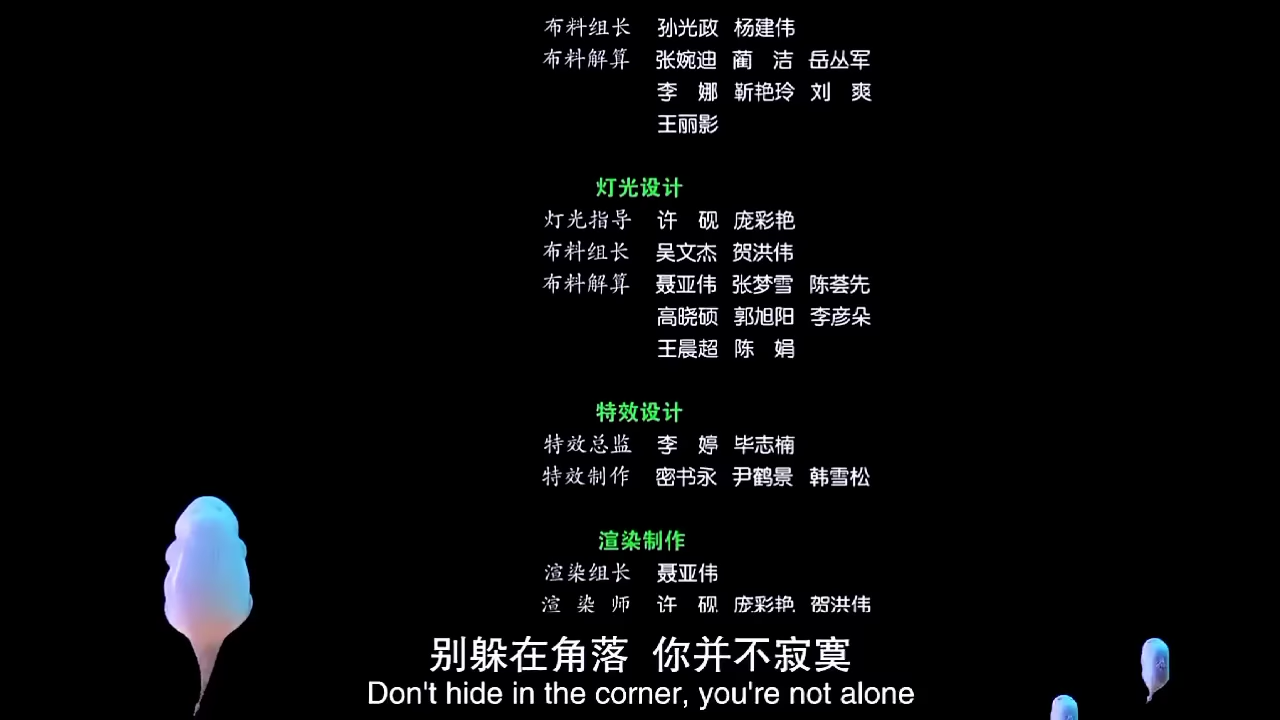 布料组长 孙光政 杨建伟
布料解算 张婉迪 蔺 洁 岳丛军
李 娜 靳艳玲 刘 爽
王丽影
灯光设计
灯光指导 许 砚 庞彩艳
布料组长 吴文杰 贺洪伟
布料解算 聂亚伟 张梦雪 陈荟先
高晓硕 郭旭阳 李彦朵
王晨超 陈 娟
特效设计
特效总监 李 婷 毕志楠
特效制作 密书永 尹鹤景 韩雪松
渲染制作
渲染组长 聂亚伟
渲 染 师 许 砚 庞彩艳 贺洪伟
别躲在角落 你并不寂寞
Don't hide in the corner, you're not alone